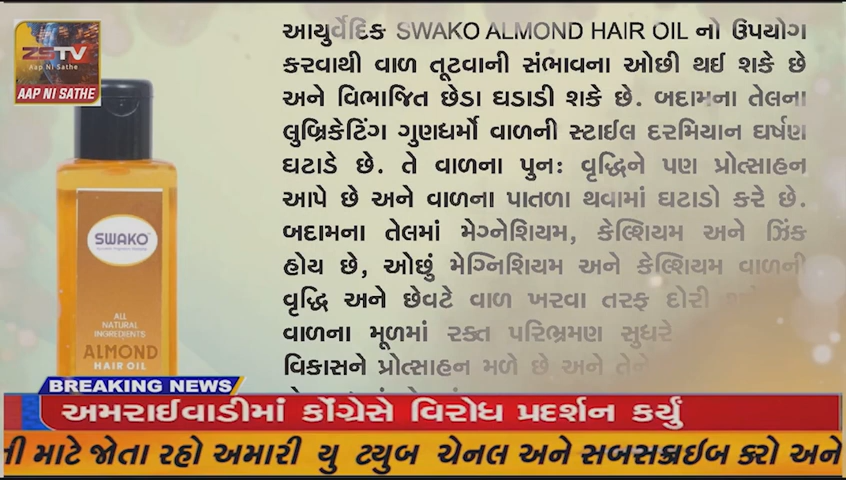 ZSTV
Aap Ni Sathe
AAP NI SATHE
આયુર્વેદિક SWAKO ALMOND HAIR OIL નો ઉપયોગ
કરવાથી વાળ તૂટવાની સંભાવના ઓછી થઈ શકે છે
અને વિભાજિત છેડા ઘડાડી શકે છે. બદામના તેલના
લુબ્રિકેટિંગ ગુણધર્મો વાળની સ્ટાઈલ દરમિયાન ઘર્ષણ
ઘટાડે છે. તે વાળના પુનઃ વૃદ્ધિને પણ પ્રોત્સાહન
આપે છે અને વાળના પાતળા થવામાં ઘટાડો કરે છે.
બદામના તેલમાં મેગ્નેશિયમ, કેલ્શિયમ અને ઝિંક
હોય છે, ઓછું મેગ્નિશિયમ અને કેલ્શિયમ વાળની
વૃદ્ધિ અને છેવટે વાળ ખરવા તરફ દોરી
વાળના મૂળમાં રક્ત પરિભ્રમણ સુધરે
વિકાસને પ્રોત્સાહન મળે છે અને તેને
SWAKO
ALL
NATURAL
INGREDIENTS
ALMOND
HAIR OIL
BREAKING NEWS
અમરાઈવાડીમાં કોંગ્રેસે વિરોધ પ્રદર્શન કર્યું
માટે જોતા રહો અમારી યુ ટ્યુબ ચેનલ અને સબસક્રાઇબ કરો અને